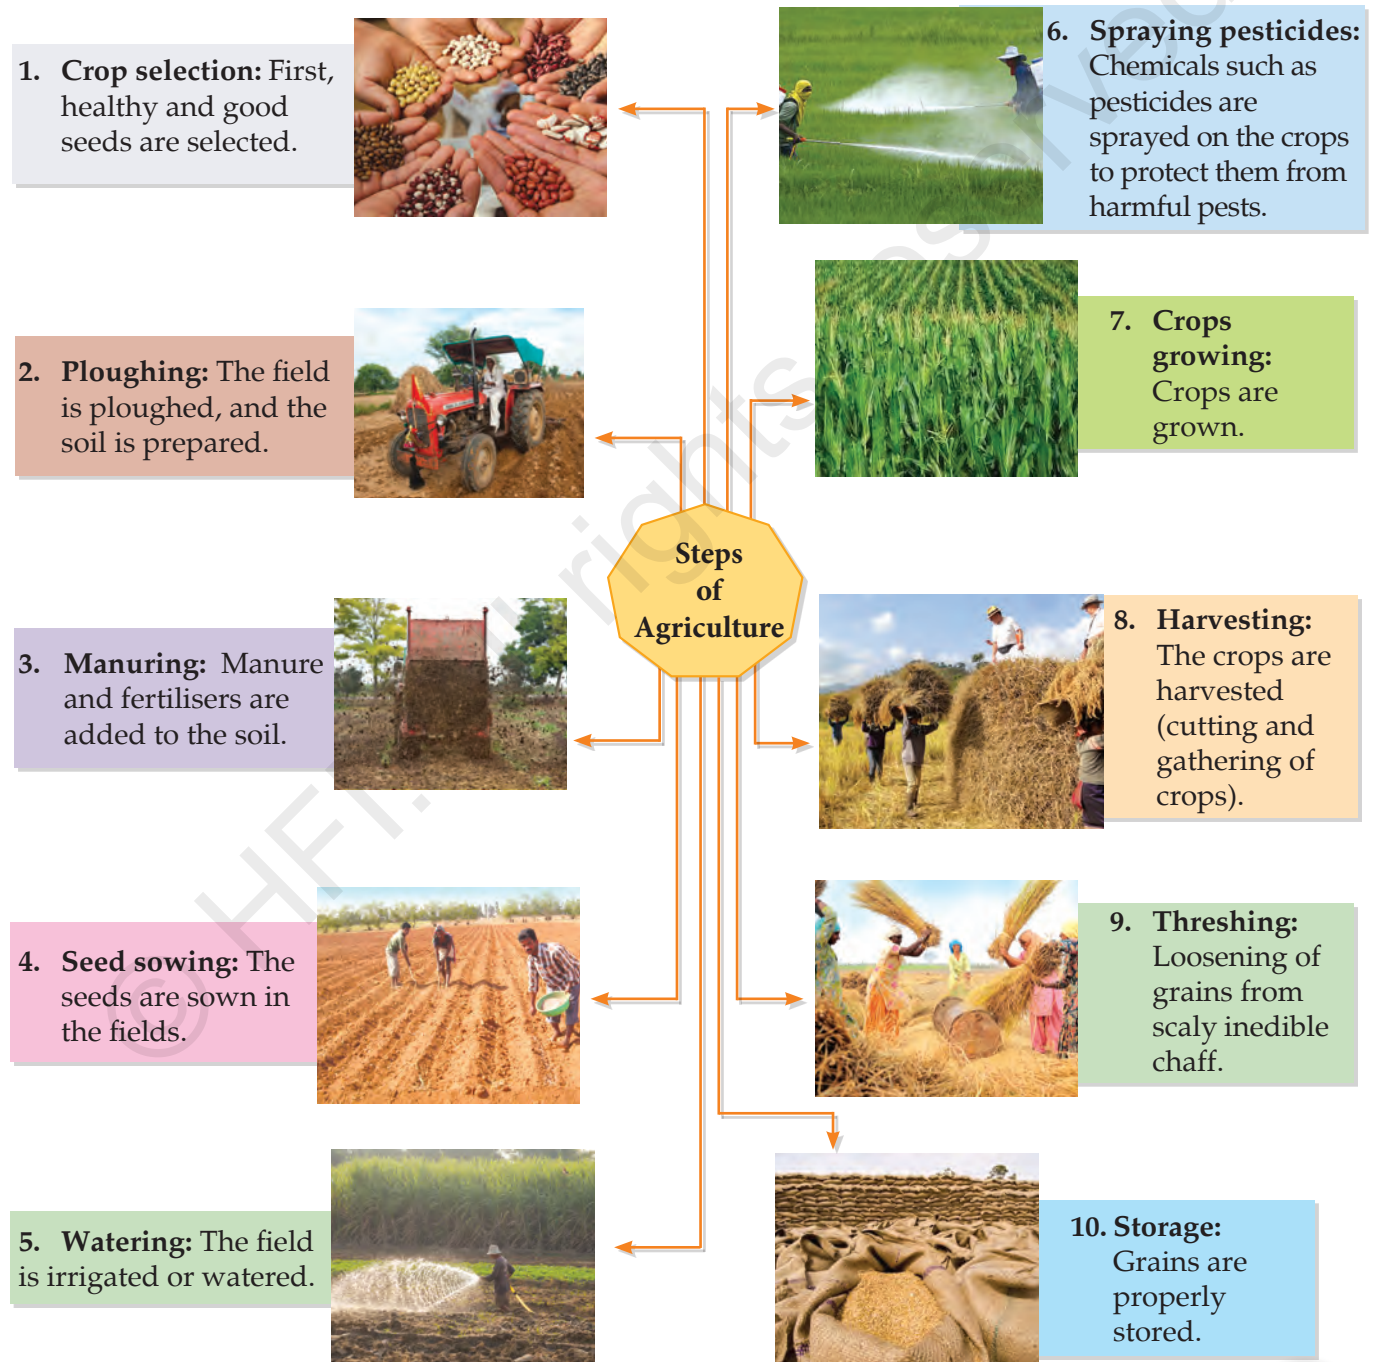 1. Crop selection: First,
healthy and good
seeds are selected.
2. Ploughing: The field
is ploughed, and the
soil is prepared.
3. Manuring: Manure
and fertilisers are
added to the soil.
4. Seed sowing: The
seeds are sown in
the fields.
5. Watering: The field
is irrigated or watered.
Steps
of
Agriculture
6. Spraying pesticides:
Chemicals such as
pesticides are
sprayed on the crops
to protect them from
harmful pests.
7. Crops
growing:
Crops are
grown.
8. Harvesting:
The crops are
harvested
(cutting and
gathering of
crops).
9. Threshing:
Loosening of
grains from
scaly inedible
chaff.
10. Storage:
Grains are
properly
stored.